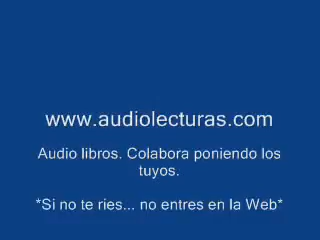 www.audiolecturas.com
Audio libros. Colabora poniendo los
tuyos.
*Si no te ries... no entres en la Web*